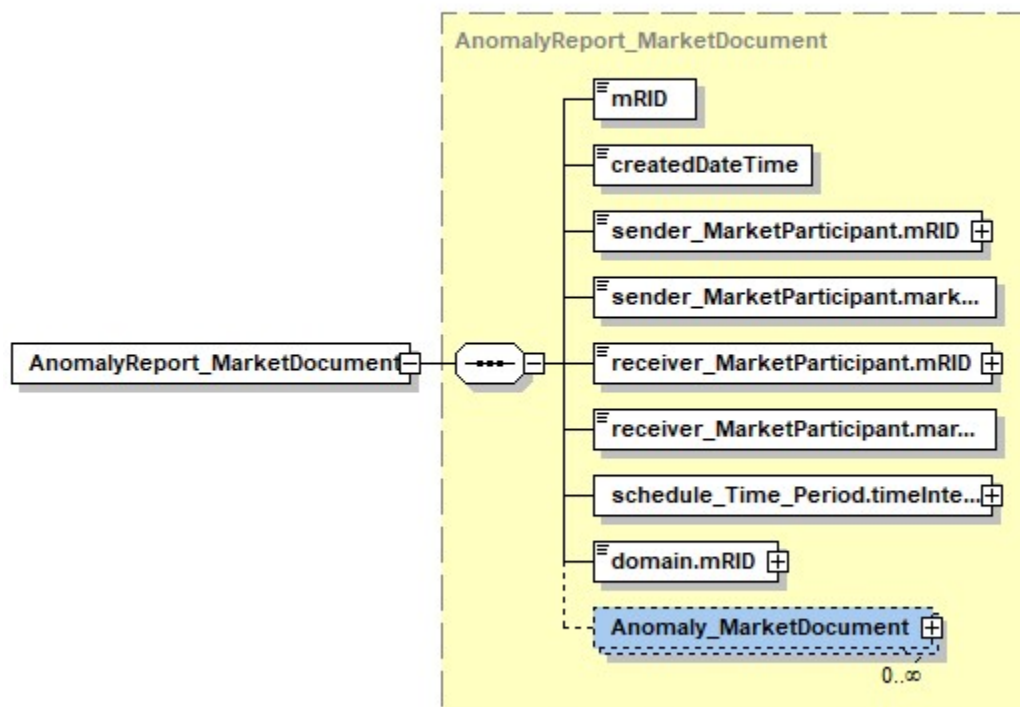 AnomalyReport_MarketDocument
mRID
createdDateTime
sender_MarketParticipant.mRID
sender_MarketParticipant.mark...
AnomalyReport_MarketDocument
receiver_MarketParticipant.mRID
receiver_MarketParticipant.mar...
schedule_Time_Period.timeInte...
domain.mRID
Anomaly_MarketDocument
0..∞